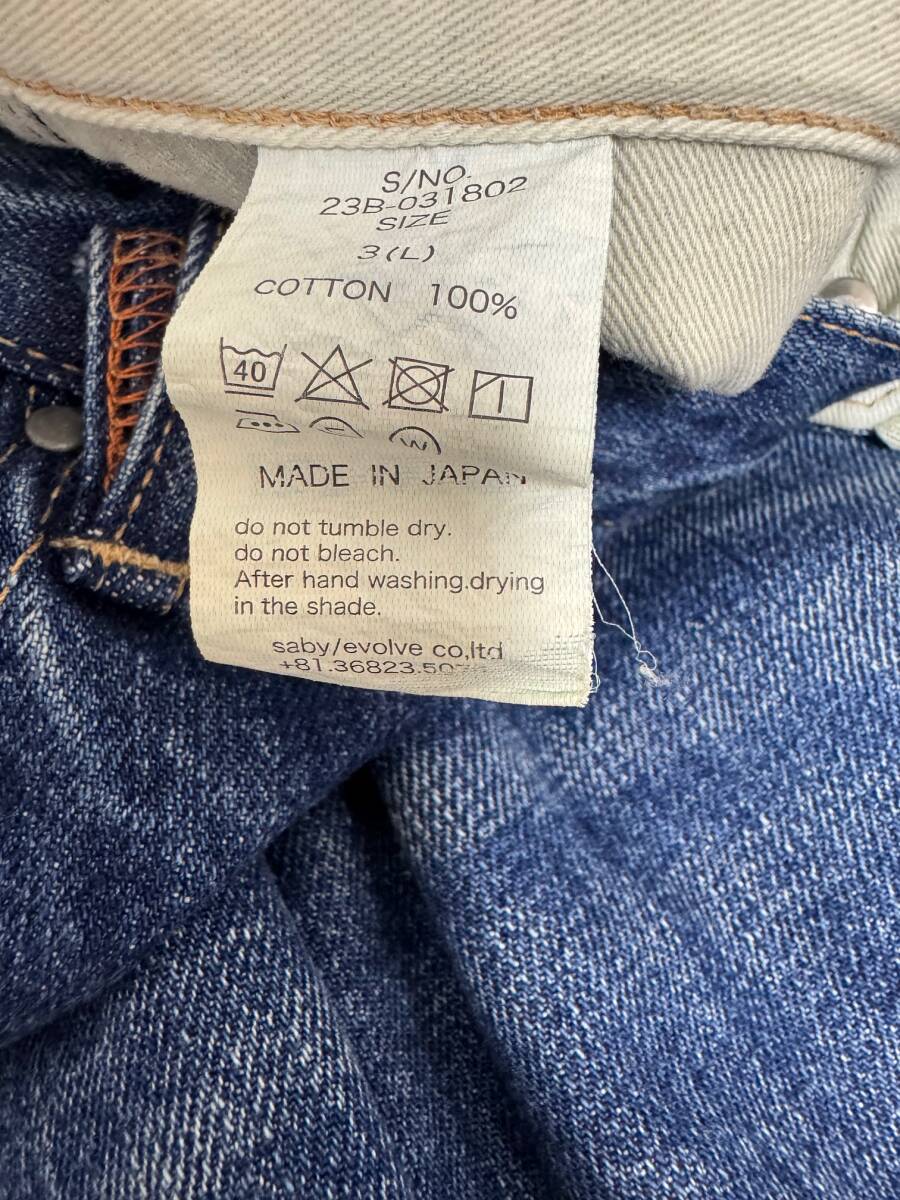 S/NO.
23B-031802
SIZE
3(L)
COTTON 100%
40
W
MADE IN JAPAN
do not tumble dry.
do not bleach.
After hand washing.drying
in the shade.
saby/evolve co,ltd